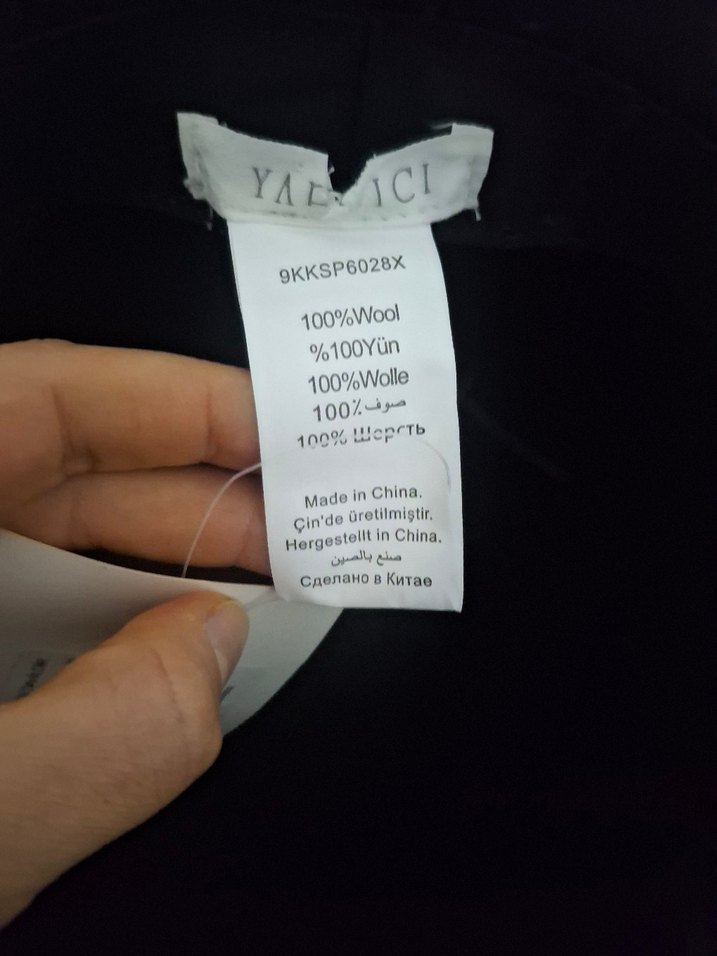 9KKSP6028X
100%Wool
%100Yün
100%Wolle
100٪صوف
100% Шерсть
Made in China.
Çin'de üretilmiştir.
Hergestellt in China.
صنع بالصين
Сделано в Китае